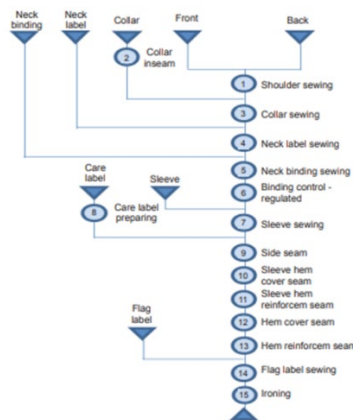 Neck
binding
Neck
label
Collar
Front
Back
2
Collar
inseam
1
Shoulder sewing
3
Collar sewing
4
Neck label sewing
5
Neck binding sewing
Care
label
Sleeve
6
Binding control -
regulated
8
Care label
preparing
7
Sleeve sewing
9
Side seam
10
Sleeve hem
cover seam
11
Sleeve hem
reinforcem seam
Flag
label
12
Hem cover seam
13
Hem reinforcem seam
14
Flag label sewing
15
Ironing